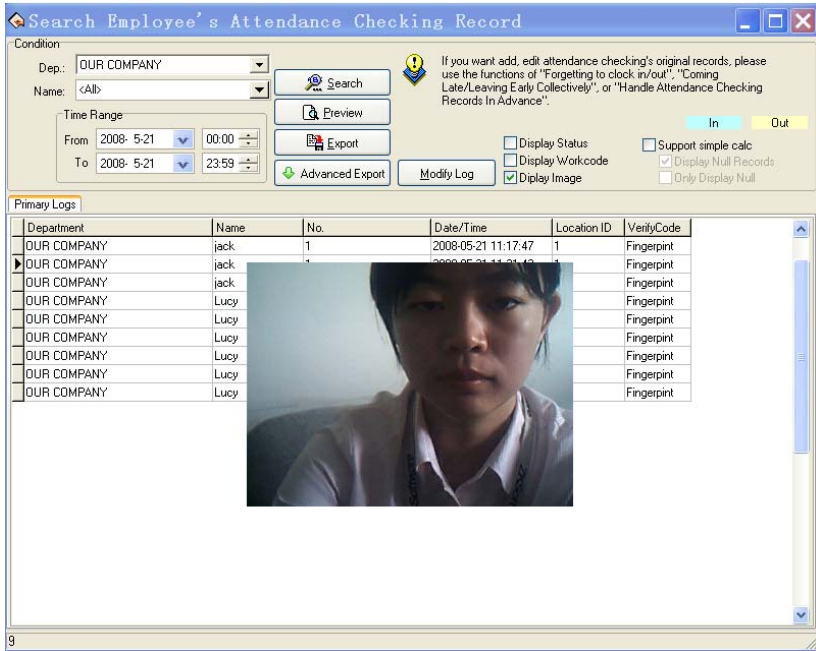 Search Employee's Attendance Checking Record
Condition
Dep.: OUR COMPANY
Name: <All>
Time Range
From 2008- 5-21 00:00
To 2008- 5-21 23:59
Search
Preview
Export
Advanced Export
Modify Log
If you want add, edit attendance checking's original records, please
use the functions of "Forgetting to clock in/out", "Coming
Late/Leaving Early Collectively", or "Handle Attendance Checking
Records In Advance".
In Out
Display Status
Display Workcode
Diplay Image
Support simple calc
Display Null Records
Only Display Null
Primary Logs
Department Name No. Date/Time Location ID VerifyCode
OUR COMPANY jack 1 2008-05-21 11:17:47 1 Fingerpint
OUR COMPANY jack Fingerpint
OUR COMPANY jack Fingerpint
OUR COMPANY Lucy Fingerpint
OUR COMPANY Lucy Fingerpint
OUR COMPANY Lucy Fingerpint
OUR COMPANY Lucy Fingerpint
OUR COMPANY Lucy Fingerpint
OUR COMPANY Lucy Fingerpint
9